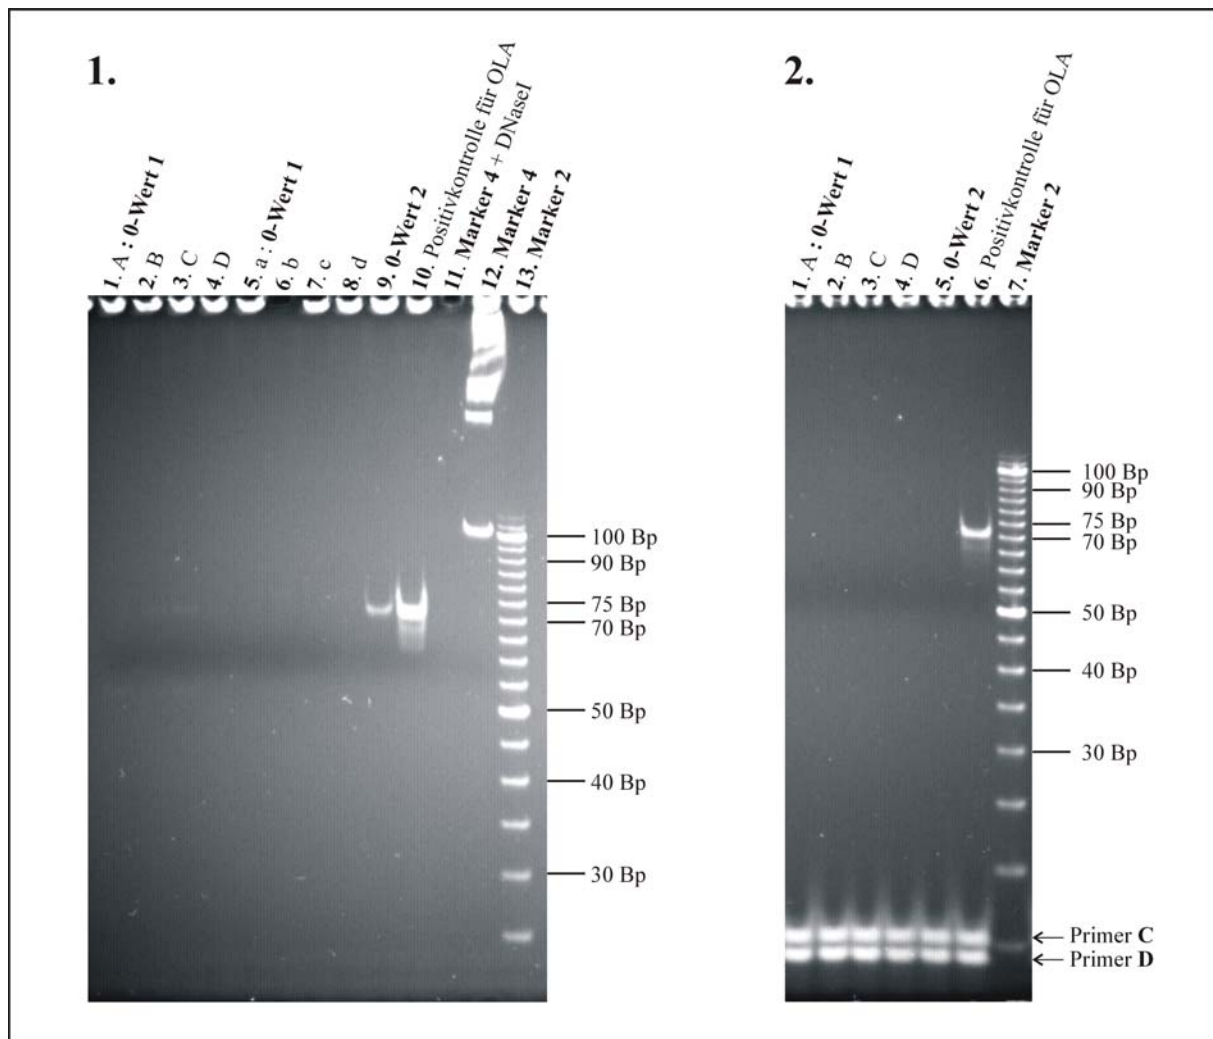 1.
1. A : 0-Wert 1
2. B
3. C
4. D
5. a : 0-Wert 1
6. b
7. c
8. d
9. 0-Wert 2
10. Positivkontrolle für OLA
11. Marker 4 + DNaseI
12. Marker 4
13. Marker 2
100 Bp
90 Bp
75 Bp
70 Bp
50 Bp
40 Bp
30 Bp
2.
1. A : 0-Wert 1
2. B
3. C
4. D
5. 0-Wert 2
6. Positivkontrolle für OLA
7. Marker 2
100 Bp
90 Bp
75 Bp
70 Bp
50 Bp
40 Bp
30 Bp
Primer C
Primer D